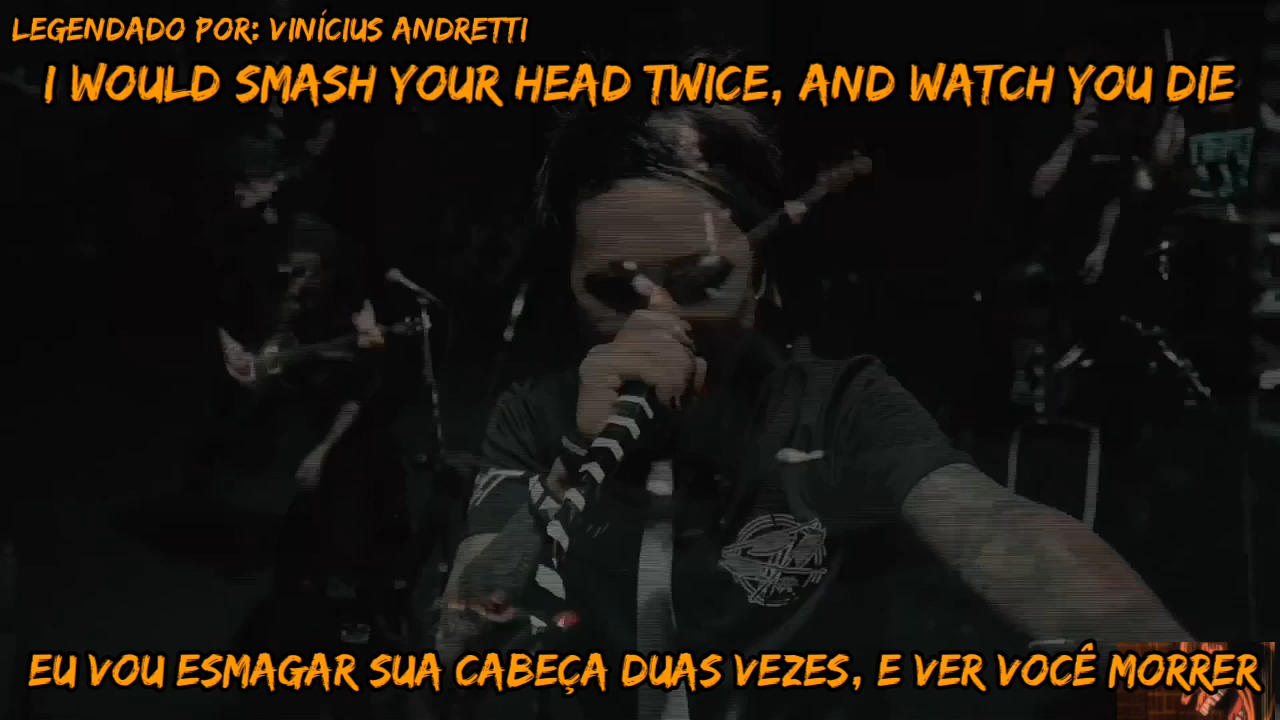 LEGENDADO POR: VINÍCIUS ANDRETTI
I WOULD SMASH YOUR HEAD TWICE, AND WATCH YOU DIE
EU VOU ESMAGAR SUA CABEÇA DUAS VEZES, E VER VOCÊ MORRER